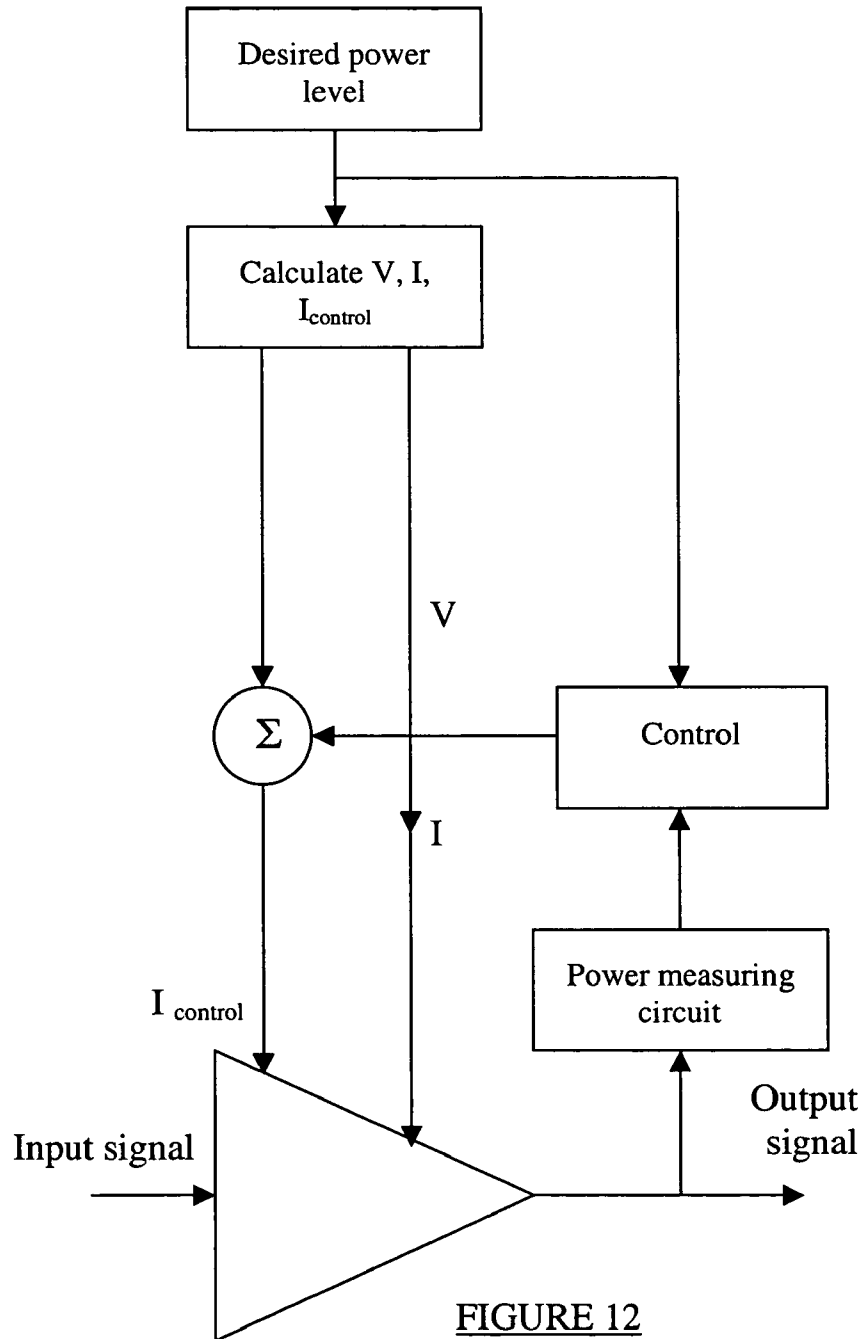 Desired power
level
Calculate V, I,
Icontrol
V
Σ
Control
I
Power measuring
circuit
I control
Output
signal
Input signal
FIGURE 12